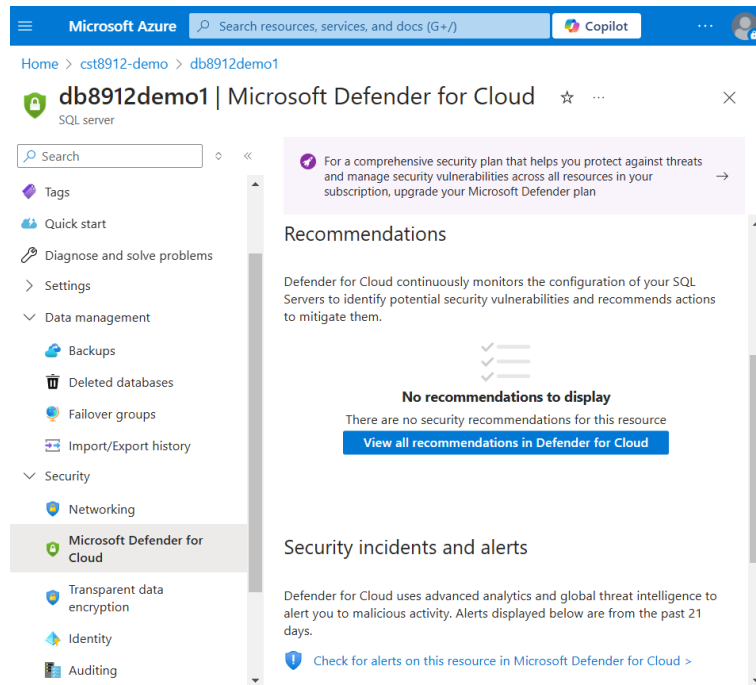 Microsoft Azure
Search resources, services, and docs (G+/)
Copilot
...
Home > cst8912-demo > db8912demo1
db8912demo1 | Microsoft Defender for Cloud
...
SQL server
Search
For a comprehensive security plan that helps you protect against threats
and manage security vulnerabilities across all resources in your
subscription, upgrade your Microsoft Defender plan
Tags
Quick start
Diagnose and solve problems
Settings
Data management
Backups
Deleted databases
Failover groups
Import/Export history
Security
Networking
Microsoft Defender for
Cloud
Transparent data
encryption
Identity
Auditing
Recommendations
Defender for Cloud continuously monitors the configuration of your SQL
Servers to identify potential security vulnerabilities and recommends actions
to mitigate them.
No recommendations to display
There are no security recommendations for this resource
View all recommendations in Defender for Cloud
Security incidents and alerts
Defender for Cloud uses advanced analytics and global threat intelligence to
alert you to malicious activity. Alerts displayed below are from the past 21
days.
Check for alerts on this resource in Microsoft Defender for Cloud >